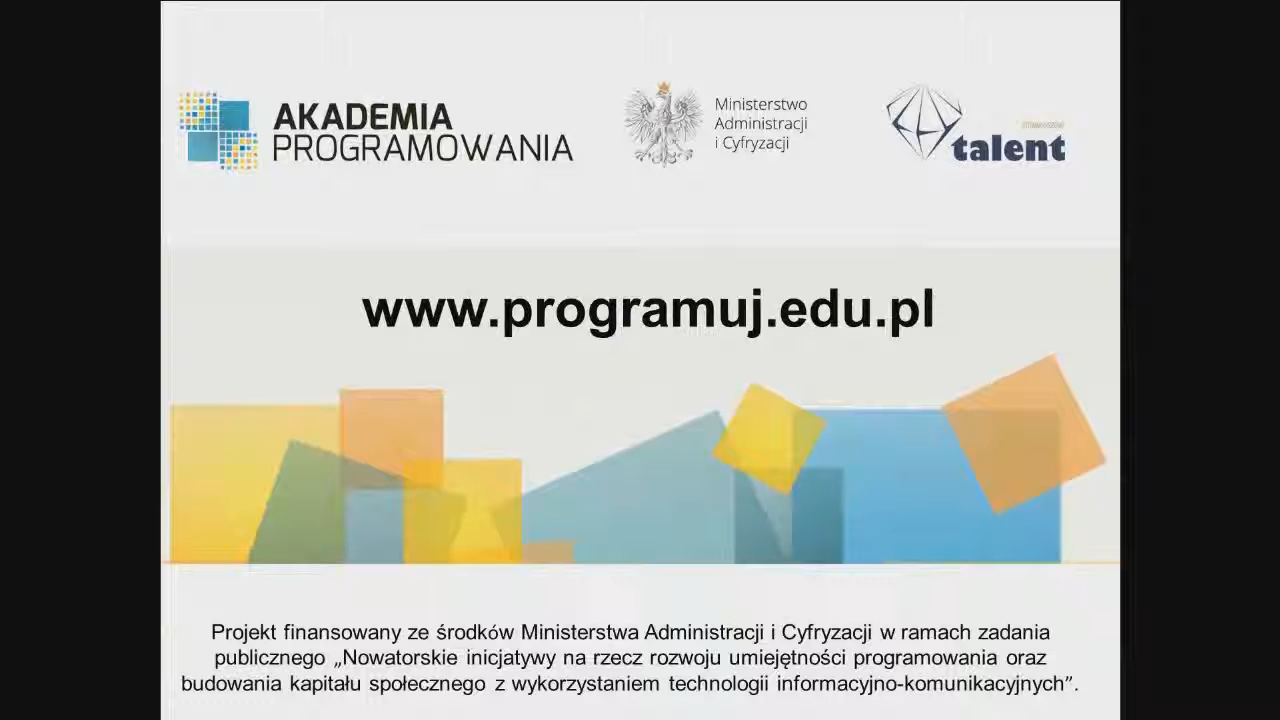 AKADEMIA
PROGRAMOWANIA
Ministerstwo
Administracji
i Cyfryzacji
talent
www.programuj.edu.pl
Projekt finansowany ze środków Ministerstwa Administracji i Cyfryzacji w ramach zadania
publicznego „Nowatorskie inicjatywy na rzecz rozwoju umiejętności programowania oraz
budowania kapitału społecznego z wykorzystaniem technologii informacyjno-komunikacyjnych”.